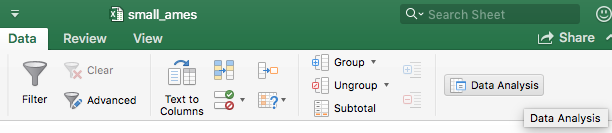 small_ames
Search Sheet
Data Review View
Share
Filter
Clear
Advanced
Text to
Columns
Group
Ungroup
Subtotal
Data Analysis
Data Analysis